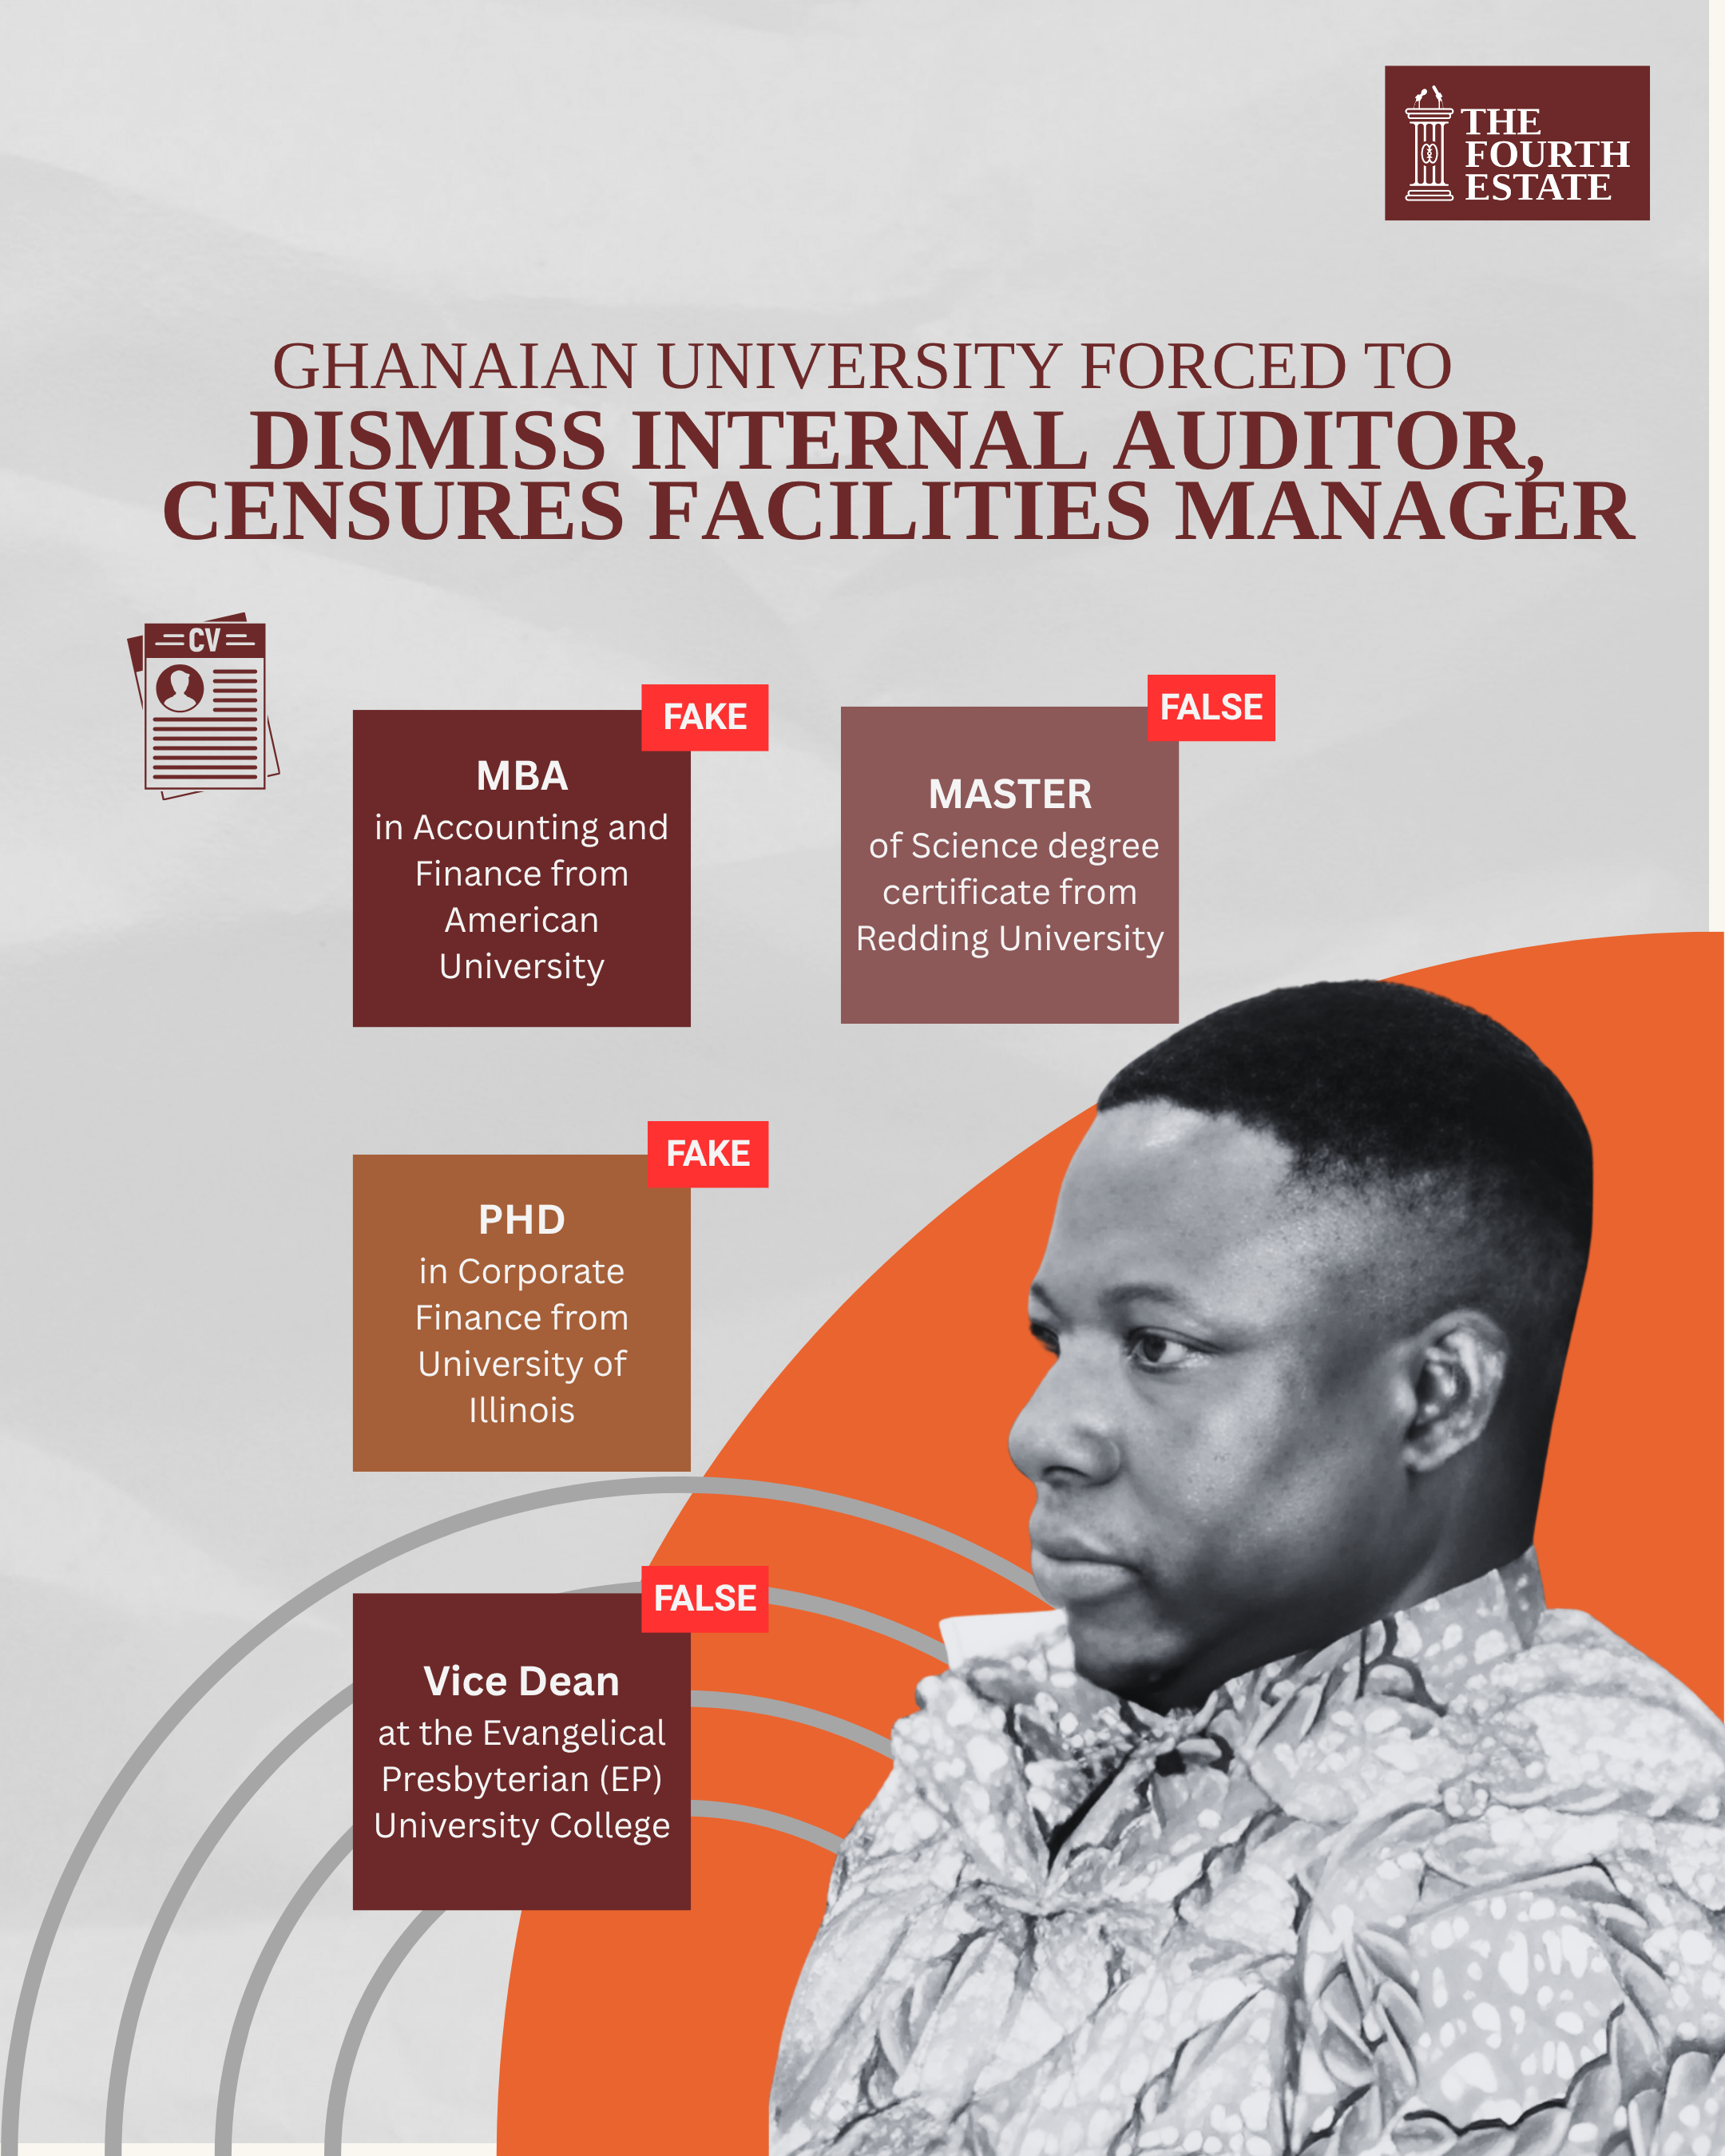 THE
FOURTH
ESTATE
GHANAIAN UNIVERSITY FORCED TO
DISMISS INTERNAL AUDITOR,
CENSURES FACILITIES MANAGER
CV
FAKE
MBA
in Accounting and
Finance from
American
University
FALSE
MASTER
of Science degree
certificate from
Redding University
FAKE
PHD
in Corporate
Finance from
University of
Illinois
FALSE
Vice Dean
at the Evangelical
Presbyterian (EP)
University College